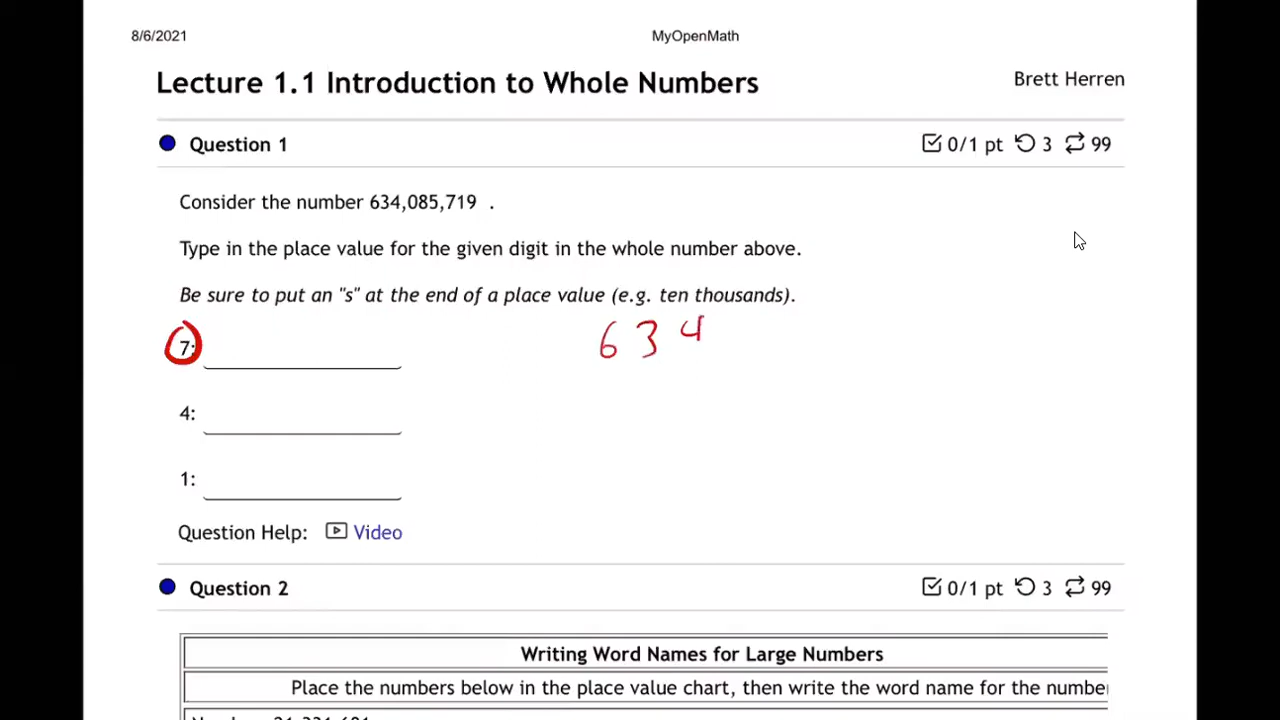 8/6/2021 MyOpenMath
Lecture 1.1 Introduction to Whole Numbers Brett Herren
Question 1 0/1 pt 3 99
Consider the number 634,085,719 .
Type in the place value for the given digit in the whole number above.
Be sure to put an "s" at the end of a place value (e.g. ten thousands).
7: 6 3 4
4:
1:
Question Help: Video
Question 2 0/1 pt 3 99
Writing Word Names for Large Numbers
Place the numbers below in the place value chart, then write the word name for the number